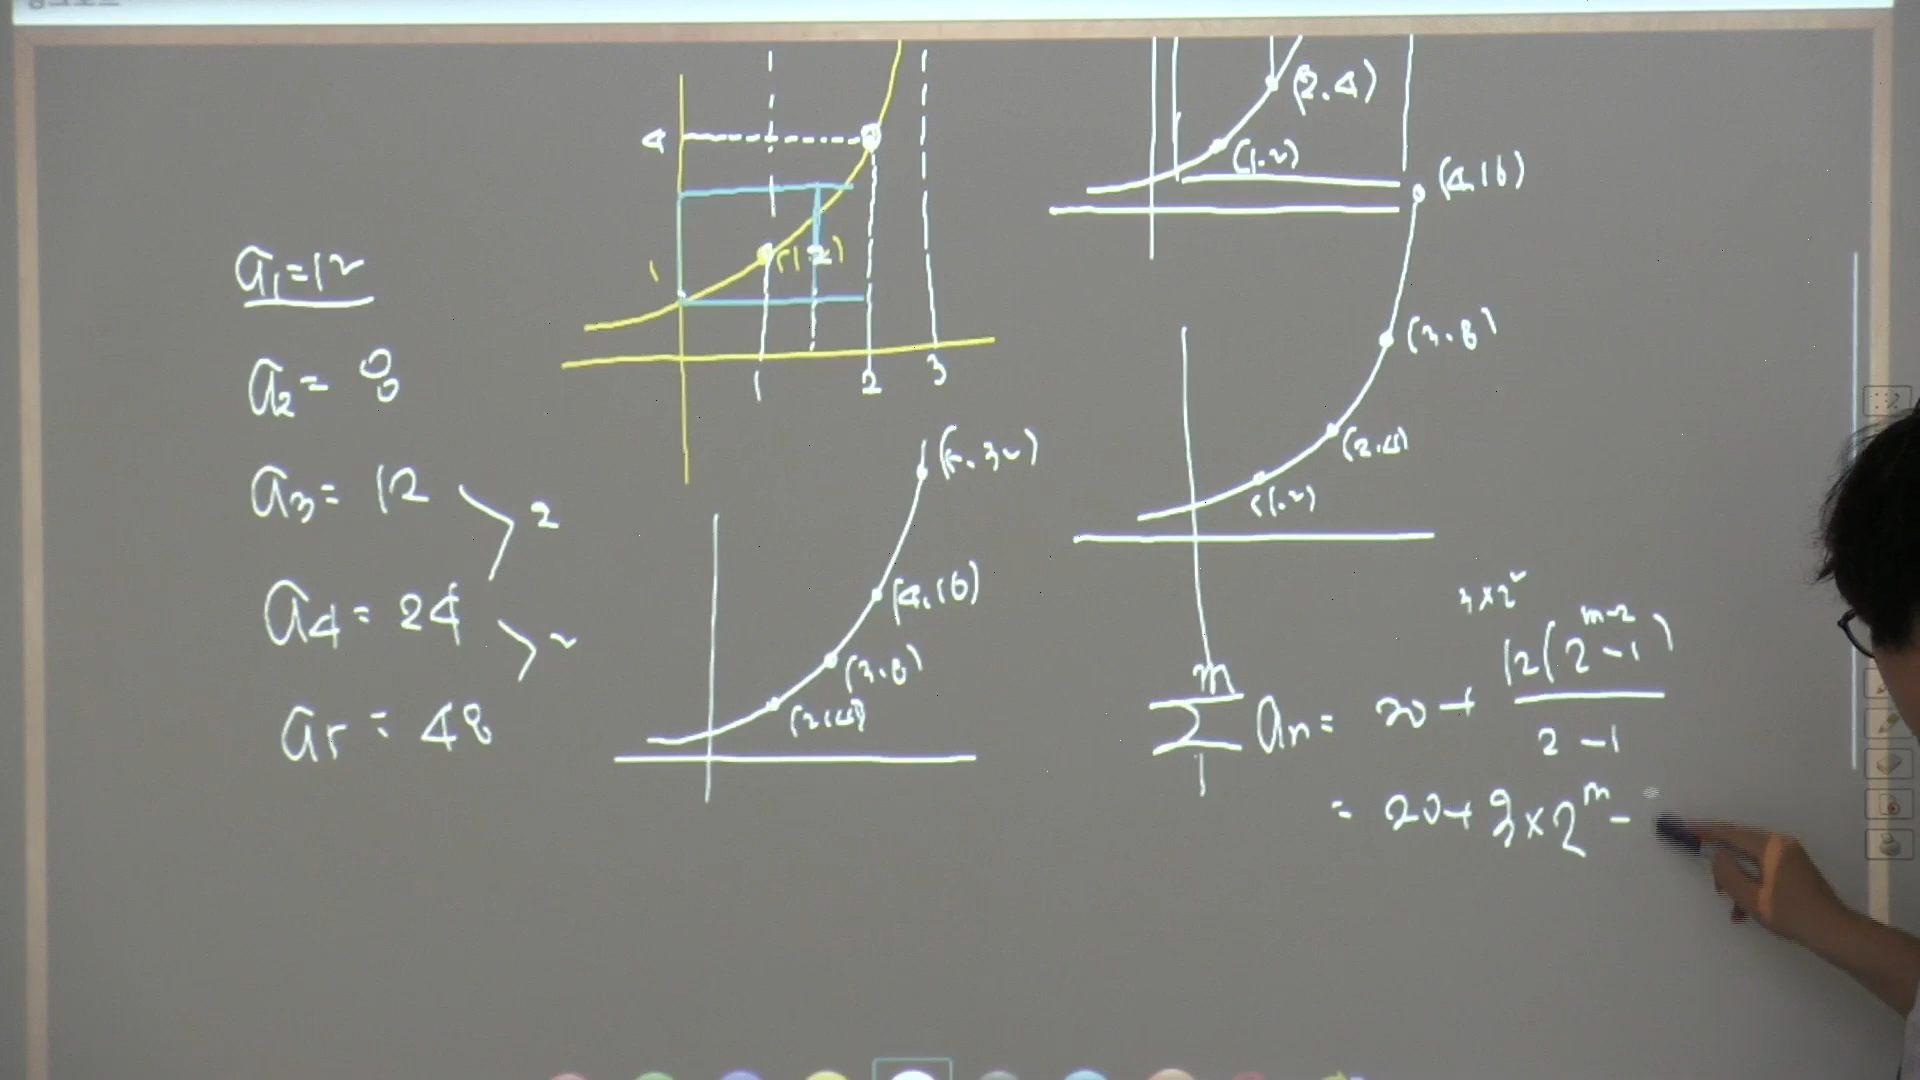 a₁=12
a₂= 8
a₃= 12 > 2
a₄= 24 > 2
a₅= 48
4
1
(1.2)
1 2 3
(5.32)
(4.16)
(3.8)
(2.4)
(2.4)
(1.2)
(4.16)
(3.8)
(2.4)
(1.2)
3×2²
m
Σ aₙ= 20+ 12(2^{m-2}-1) / 2-1
1
= 20+ 3×2^m -